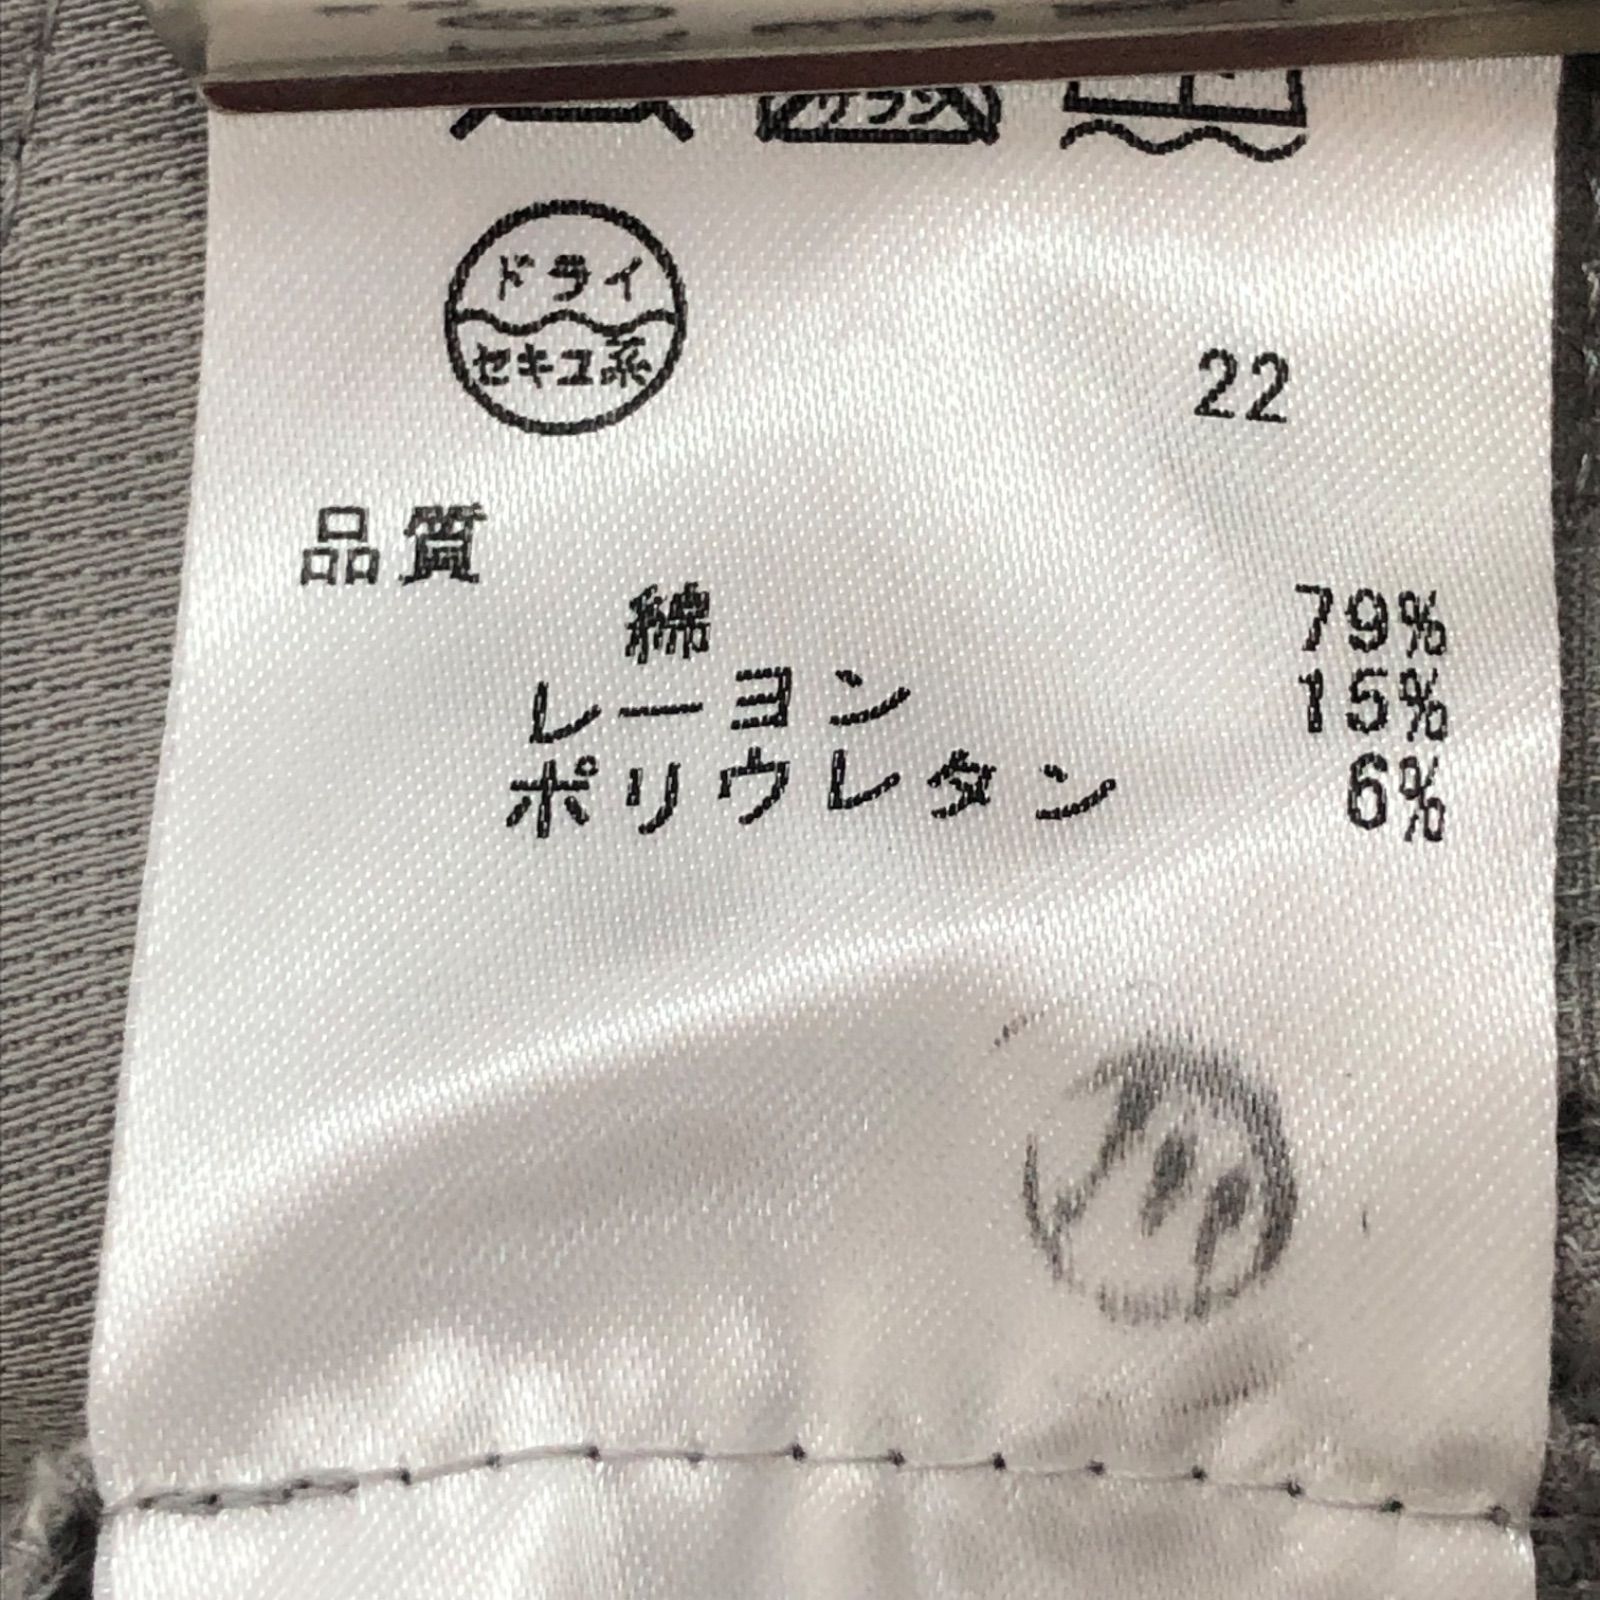 ドライ
セキユ系
22
品質
綿 79%
レーヨン 15%
ポリウレタン 6%